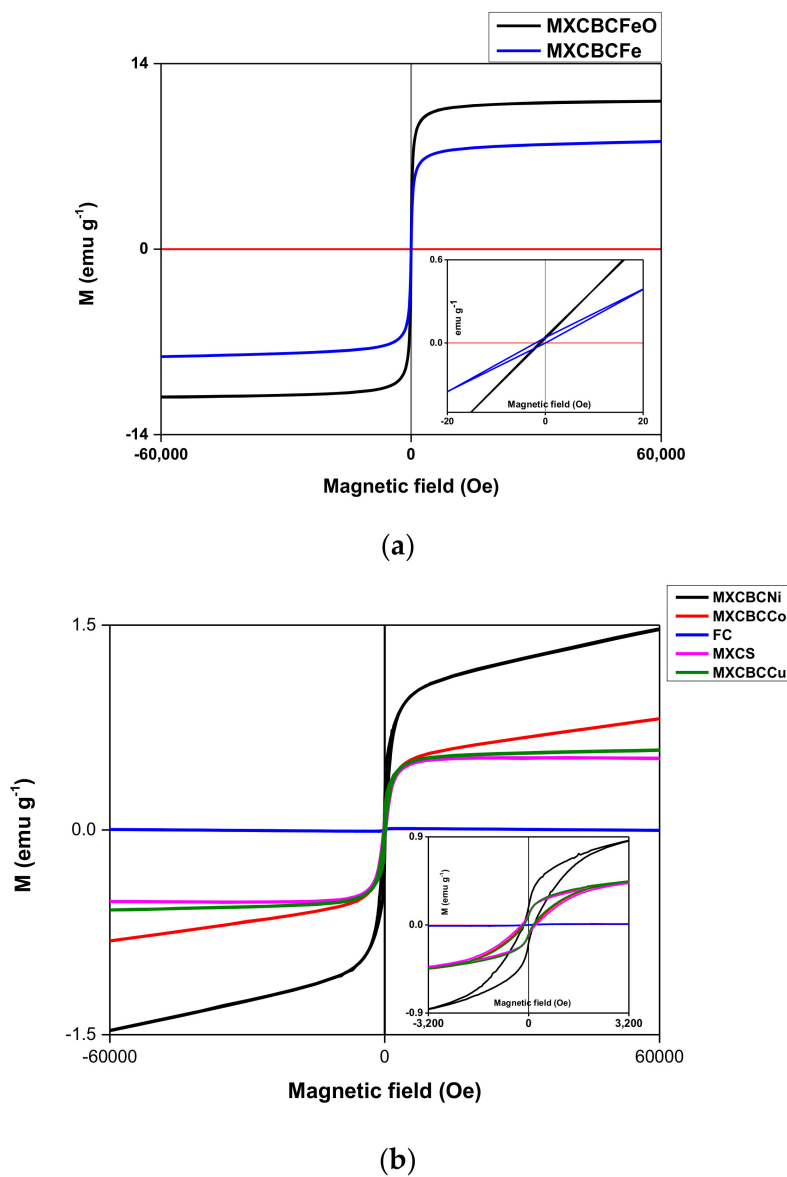 MXCBCFeO
MXCBCFe
14
0
-14
M (emu g-1)
-60,000 0 60,000
Magnetic field (Oe)
0.6
0.0
emu g-1
Magnetic field (Oe)
-20 0 20
(a)
MXCBCNi
MXCBCCo
FC
MXCS
MXCBCCu
1.5
0.0
-1.5
M (emu g-1)
-60000 0 60000
Magnetic field (Oe)
0.9
0.0
-0.9
M (emu g-1)
Magnetic field (Oe)
-3,200 0 3,200
(b)